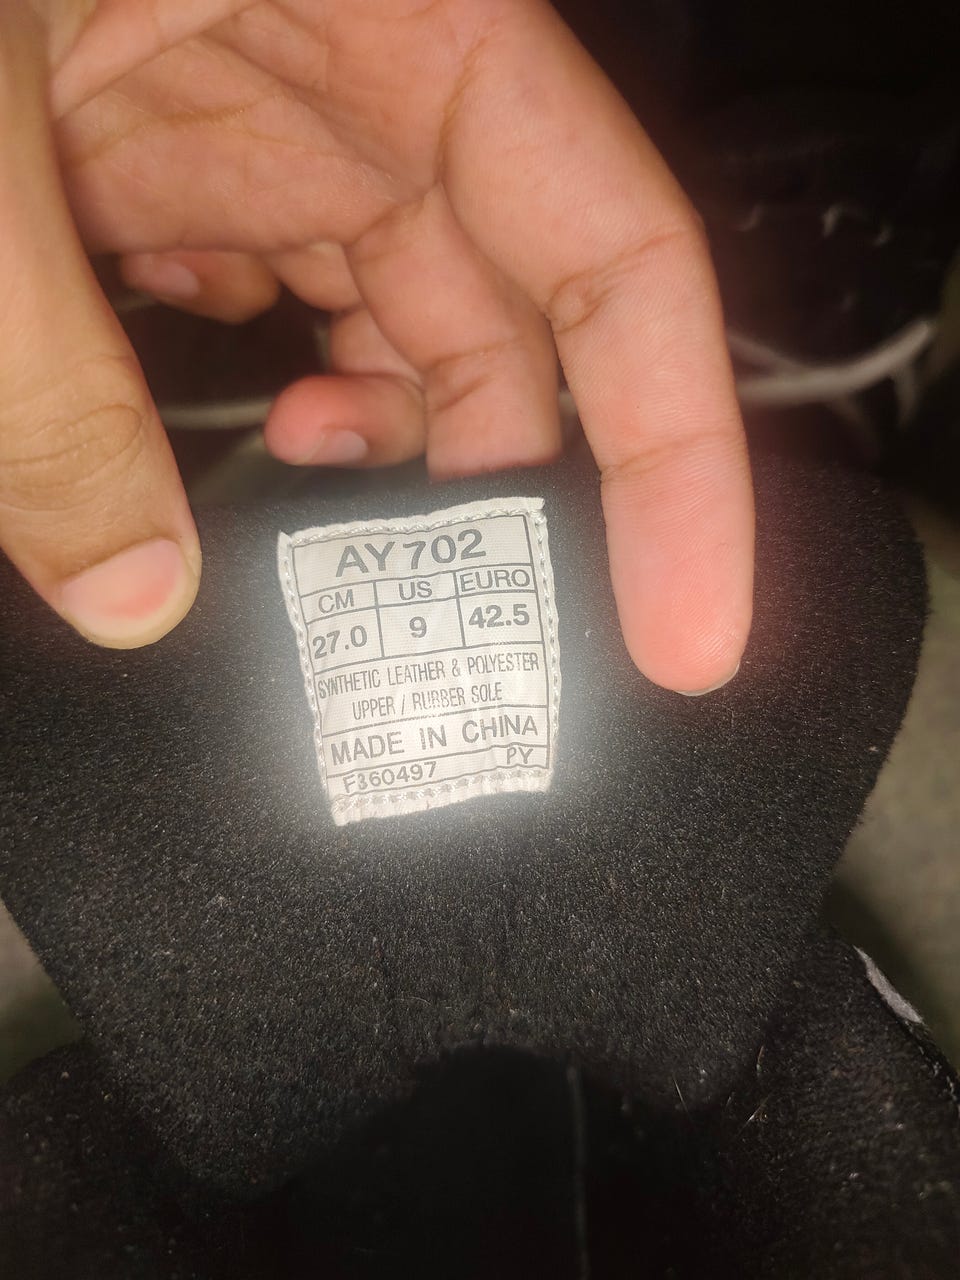 AY702
CM US EURO
27.0 9 42.5
SYNTHETIC LEATHER & POLYESTER
UPPER / RUBBER SOLE
MADE IN CHINA
F360497 PY